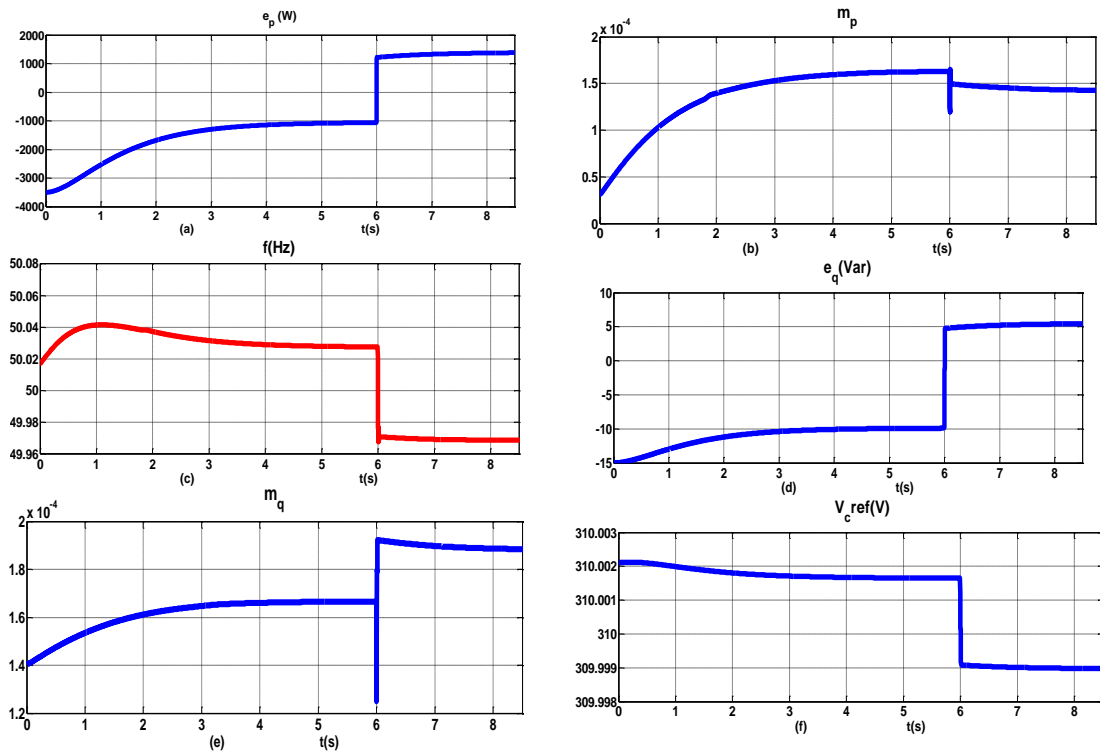 e_p (W)
2000
1000
0
-1000
-2000
-3000
-4000
0 1 2 3 4 5 6 7 8
(a) t(s)
m_p
x 10^-4
2
1.5
1
0.5
0
0 1 2 3 4 5 6 7 8
(b) t(s)
f(Hz)
50.08
50.06
50.04
50.02
50
49.98
49.96
0 1 2 3 4 5 6 7 8
(c) t(s)
e_q(Var)
10
5
0
-5
-10
-15
0 1 2 3 4 5 6 7 8
(d) t(s)
m_q
x 10^-4
2
1.8
1.6
1.4
1.2
0 1 2 3 4 5 6 7 8
(e) t(s)
V_cref(V)
310.003
310.002
310.001
310
309.999
309.998
0 1 2 3 4 5 6 7 8
(f) t(s)